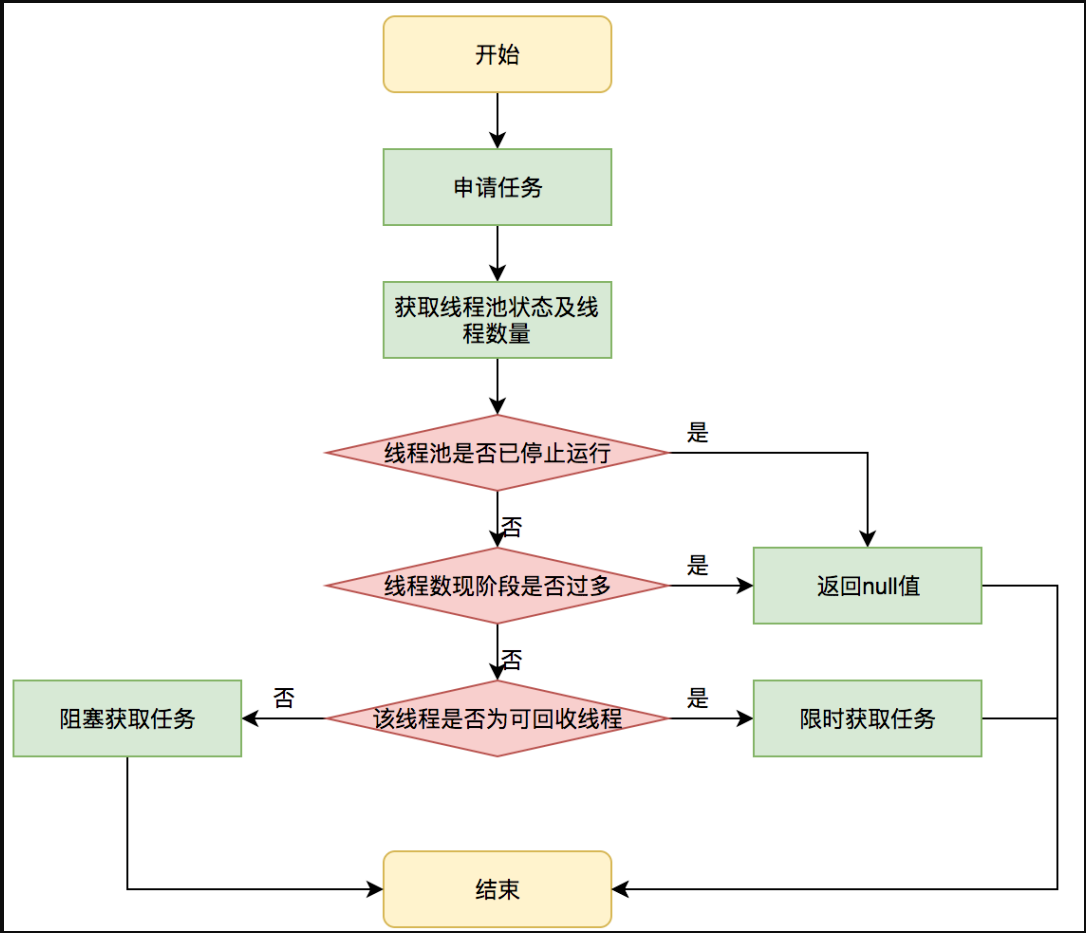 开始
申请任务
获取线程池状态及线
程数量
线程池是否已停止运行
是
否
线程数现阶段是否过多
是
返回null值
否
阻塞获取任务
否
该线程是否为可回收线程
是
限时获取任务
结束